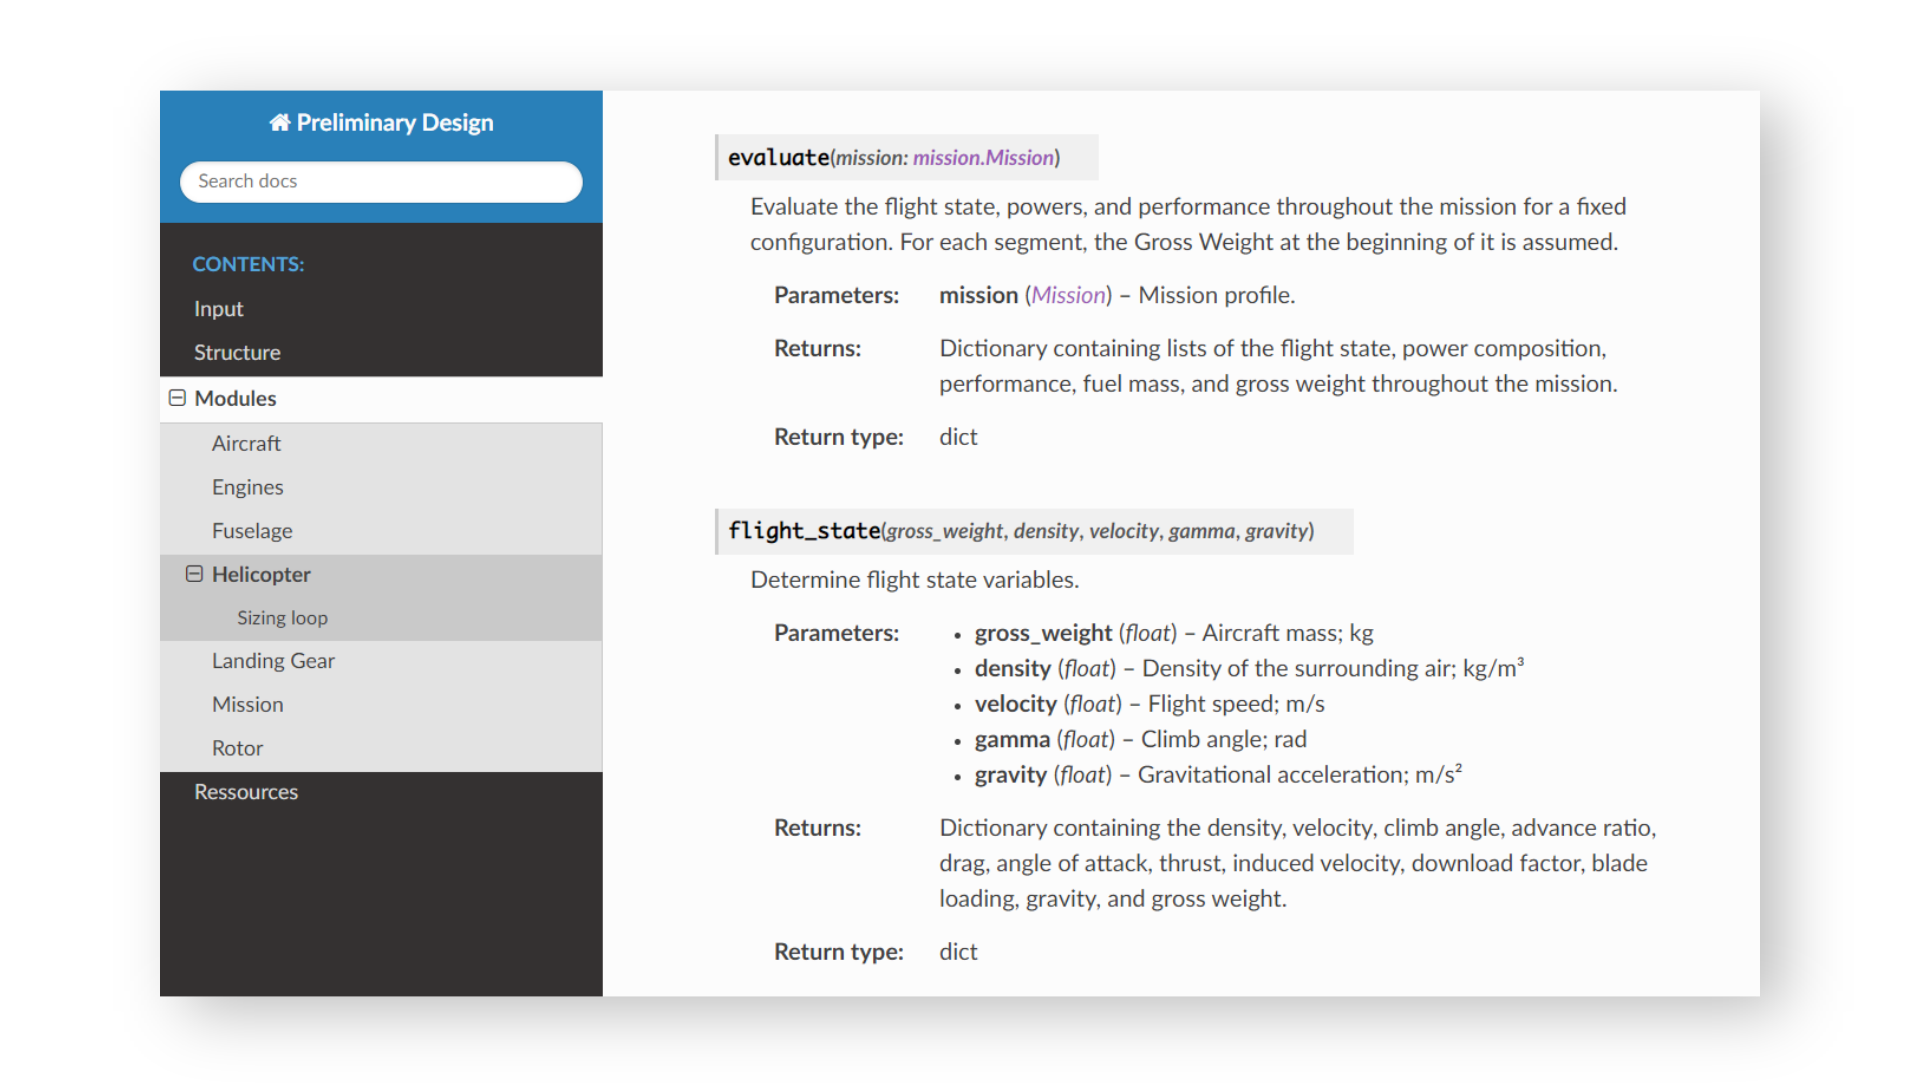 Preliminary Design
Search docs
CONTENTS:
Input
Structure
Modules
Aircraft
Engines
Fuselage
Helicopter
Sizing loop
Landing Gear
Mission
Rotor
Ressources
evaluate(mission: mission.Mission)
Evaluate the flight state, powers, and performance throughout the mission for a fixed
configuration. For each segment, the Gross Weight at the beginning of it is assumed.
Parameters: mission (Mission) – Mission profile.
Returns: Dictionary containing lists of the flight state, power composition,
performance, fuel mass, and gross weight throughout the mission.
Return type: dict
flight_state(gross_weight, density, velocity, gamma, gravity)
Determine flight state variables.
Parameters: • gross_weight (float) – Aircraft mass; kg
• density (float) – Density of the surrounding air; kg/m³
• velocity (float) – Flight speed; m/s
• gamma (float) – Climb angle; rad
• gravity (float) – Gravitational acceleration; m/s²
Returns: Dictionary containing the density, velocity, climb angle, advance ratio,
drag, angle of attack, thrust, induced velocity, download factor, blade
loading, gravity, and gross weight.
Return type: dict